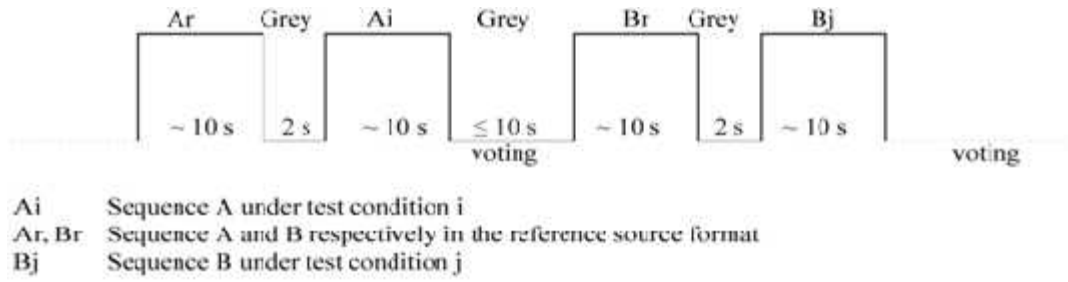 Ar Grey Ai Grey Br Grey Bj
~ 10 s 2 s ~ 10 s ≤ 10 s ~ 10 s 2 s ~ 10 s
voting voting
Ai Sequence A under test condition i
Ar, Br Sequence A and B respectively in the reference source format
Bj Sequence B under test condition j